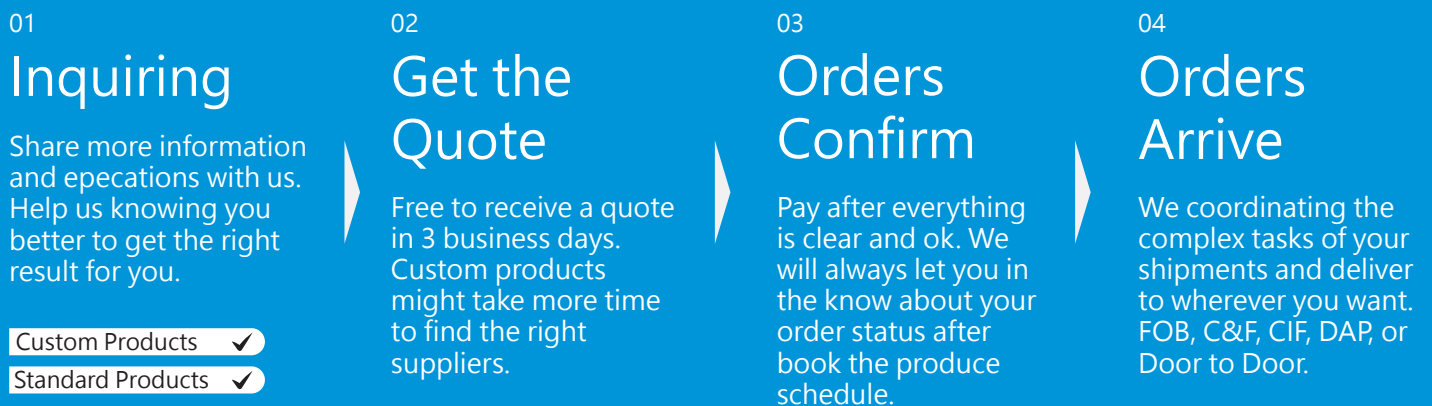 01
Inquiring
Share more information
and epecations with us.
Help us knowing you
better to get the right
result for you.
Custom Products
Standard Products
02
Get the
Quote
Free to receive a quote
in 3 business days.
Custom products
might take more time
to find the right
suppliers.
03
Orders
Confirm
Pay after everything
is clear and ok. We
will always let you in
the know about your
order status after
book the produce
schedule.
04
Orders
Arrive
We coordinating the
complex tasks of your
shipments and deliver
to wherever you want.
FOB, C&F, CIF, DAP, or
Door to Door.